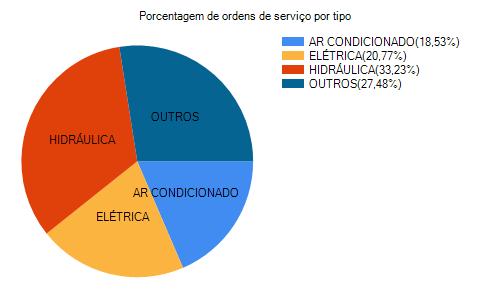 Porcentagem de ordens de serviço por tipo
AR CONDICIONADO(18,53%)
ELÉTRICA(20,77%)
HIDRÁULICA(33,23%)
OUTROS(27,48%)
OUTROS
HIDRÁULICA
AR CONDICIONADO
ELÉTRICA